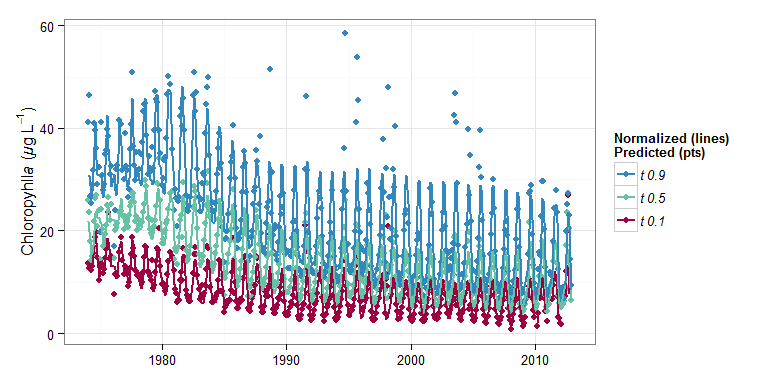 60
40
20
0
Chloropyhlla (µg L⁻¹)
1980
1990
2000
2010
Normalized (lines)
Predicted (pts)
t 0.9
t 0.5
t 0.1